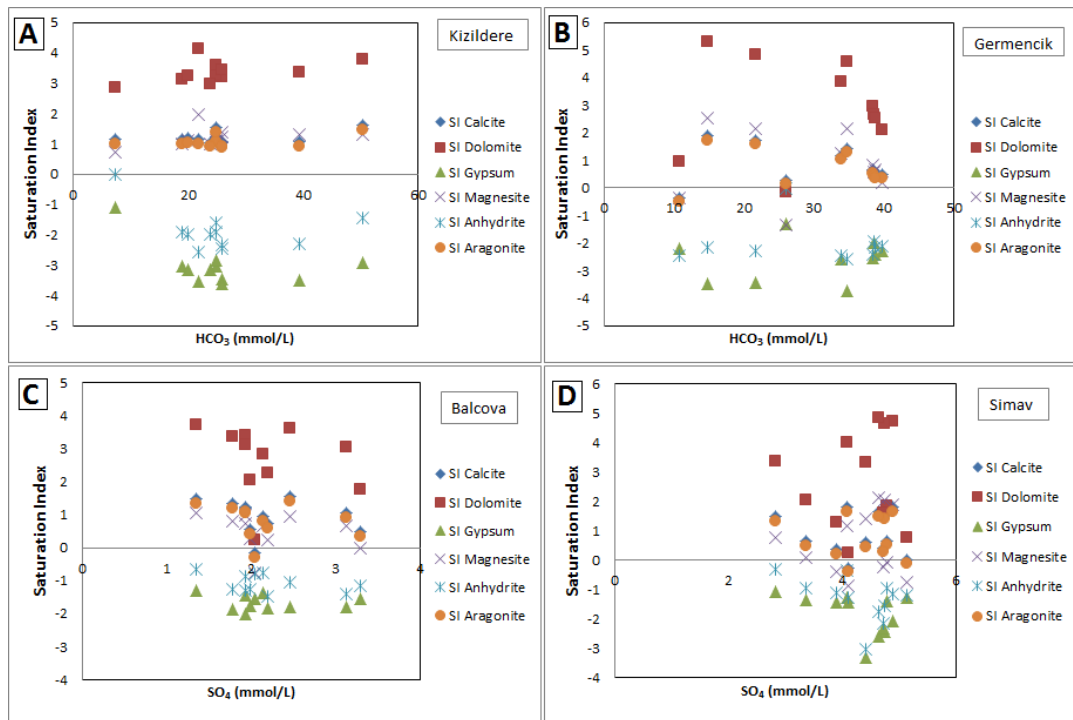 A
Kizildere
5
4
3
2
1
0
-1
-2
-3
-4
-5
0
20
40
60
Saturation Index
HCO₃ (mmol/L)
SI Calcite
SI Dolomite
SI Gypsum
SI Magnesite
SI Anhydrite
SI Aragonite
B
Germencik
6
5
4
3
2
1
0
-1
-2
-3
-4
-5
0
10
20
30
40
50
Saturation Index
HCO₃ (mmol/L)
SI Calcite
SI Dolomite
SI Gypsum
SI Magnesite
SI Anhydrite
SI Aragonite
C
Balcova
5
4
3
2
1
0
-1
-2
-3
-4
0
1
2
3
4
Saturation Index
SO₄ (mmol/L)
SI Calcite
SI Dolomite
SI Gypsum
SI Magnesite
SI Anhydrite
SI Aragonite
D
Simav
6
5
4
3
2
1
0
-1
-2
-3
-4
0
2
4
6
Saturation Index
SO₄ (mmol/L)
SI Calcite
SI Dolomite
SI Gypsum
SI Magnesite
SI Anhydrite
SI Aragonite